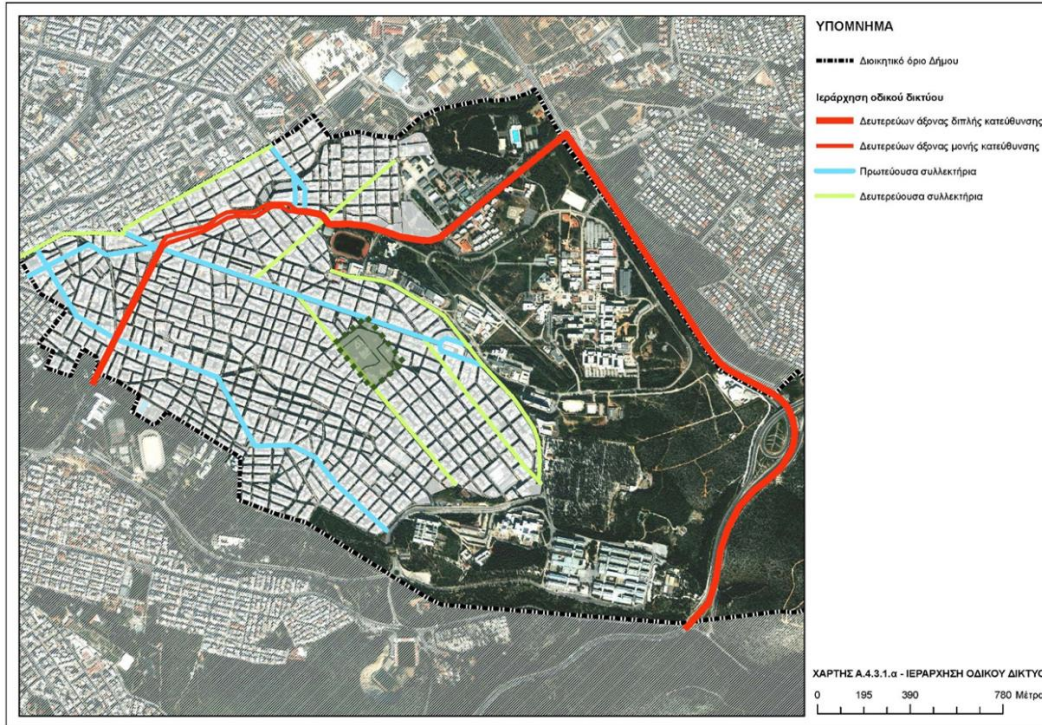 ΥΠΟΜΝΗΜΑ
Διοικητικό όριο Δήμου
Ιεράρχηση οδικού δικτύου
Δευτερεύων άξονας διπλής κατεύθυνσης
Δευτερεύων άξονας μονής κατεύθυνσης
Πρωτεύουσα συλλεκτήρια
Δευτερεύουσα συλλεκτήρια
ΧΑΡΤΗΣ Α.4.3.1.α - ΙΕΡΑΡΧΗΣΗ ΟΔΙΚΟΥ ΔΙΚΤΥΟ
0 195 390 780 Μέτρα